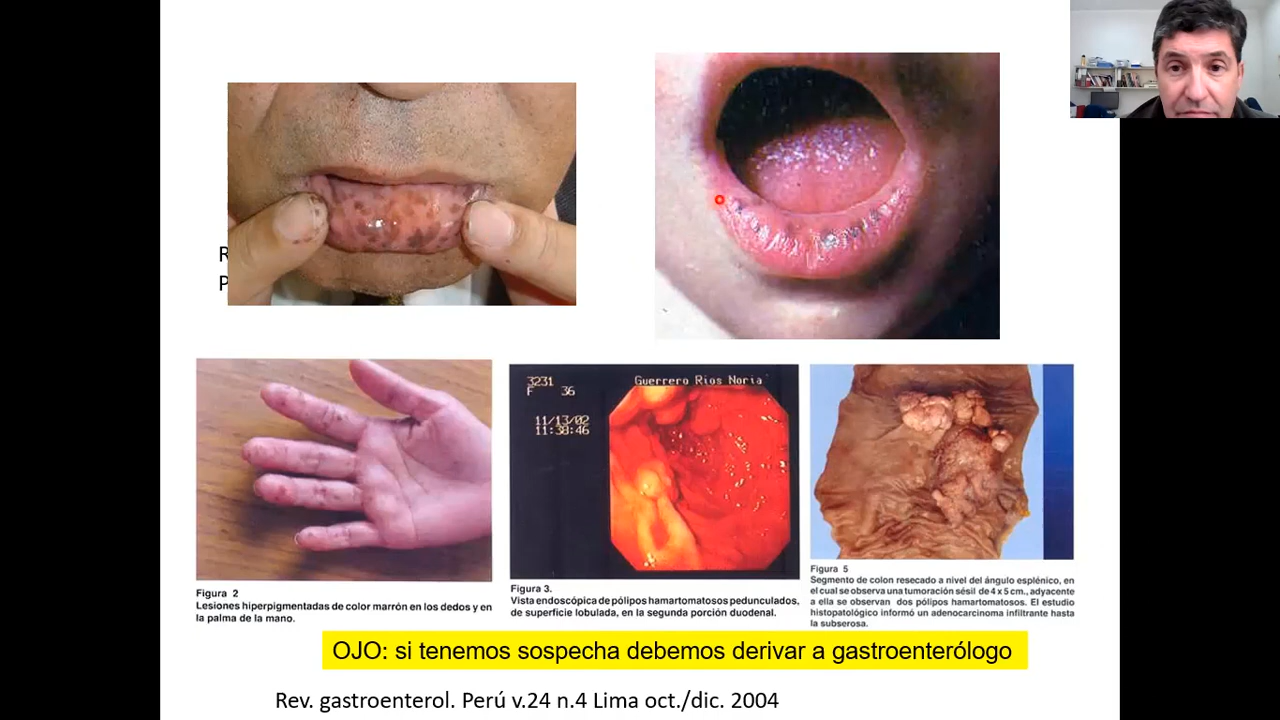 R
P
3231
F 36
11/13/02
11:38:46
Guerrero Rios Noria
Figura 2
Lesiones hiperpigmentadas de color marrón en los dedos y en
la palma de la mano.
Figura 3.
Vista endoscópica de pólipos hamartomatosos pedunculados,
de superficie lobulada, en la segunda porción duodenal.
Figura 5
Segmento de colon resecado a nivel del ángulo esplénico, en
el cual se observa una tumoración sésil de 4 x 5 cm., adyacente
a ella se observan dos pólipos hamartomatosos. El estudio
histopatológico informó un adenocarcinoma infiltrante hasta
la subserosa.
OJO: si tenemos sospecha debemos derivar a gastroenterólogo
Rev. gastroenterol. Perú v.24 n.4 Lima oct./dic. 2004